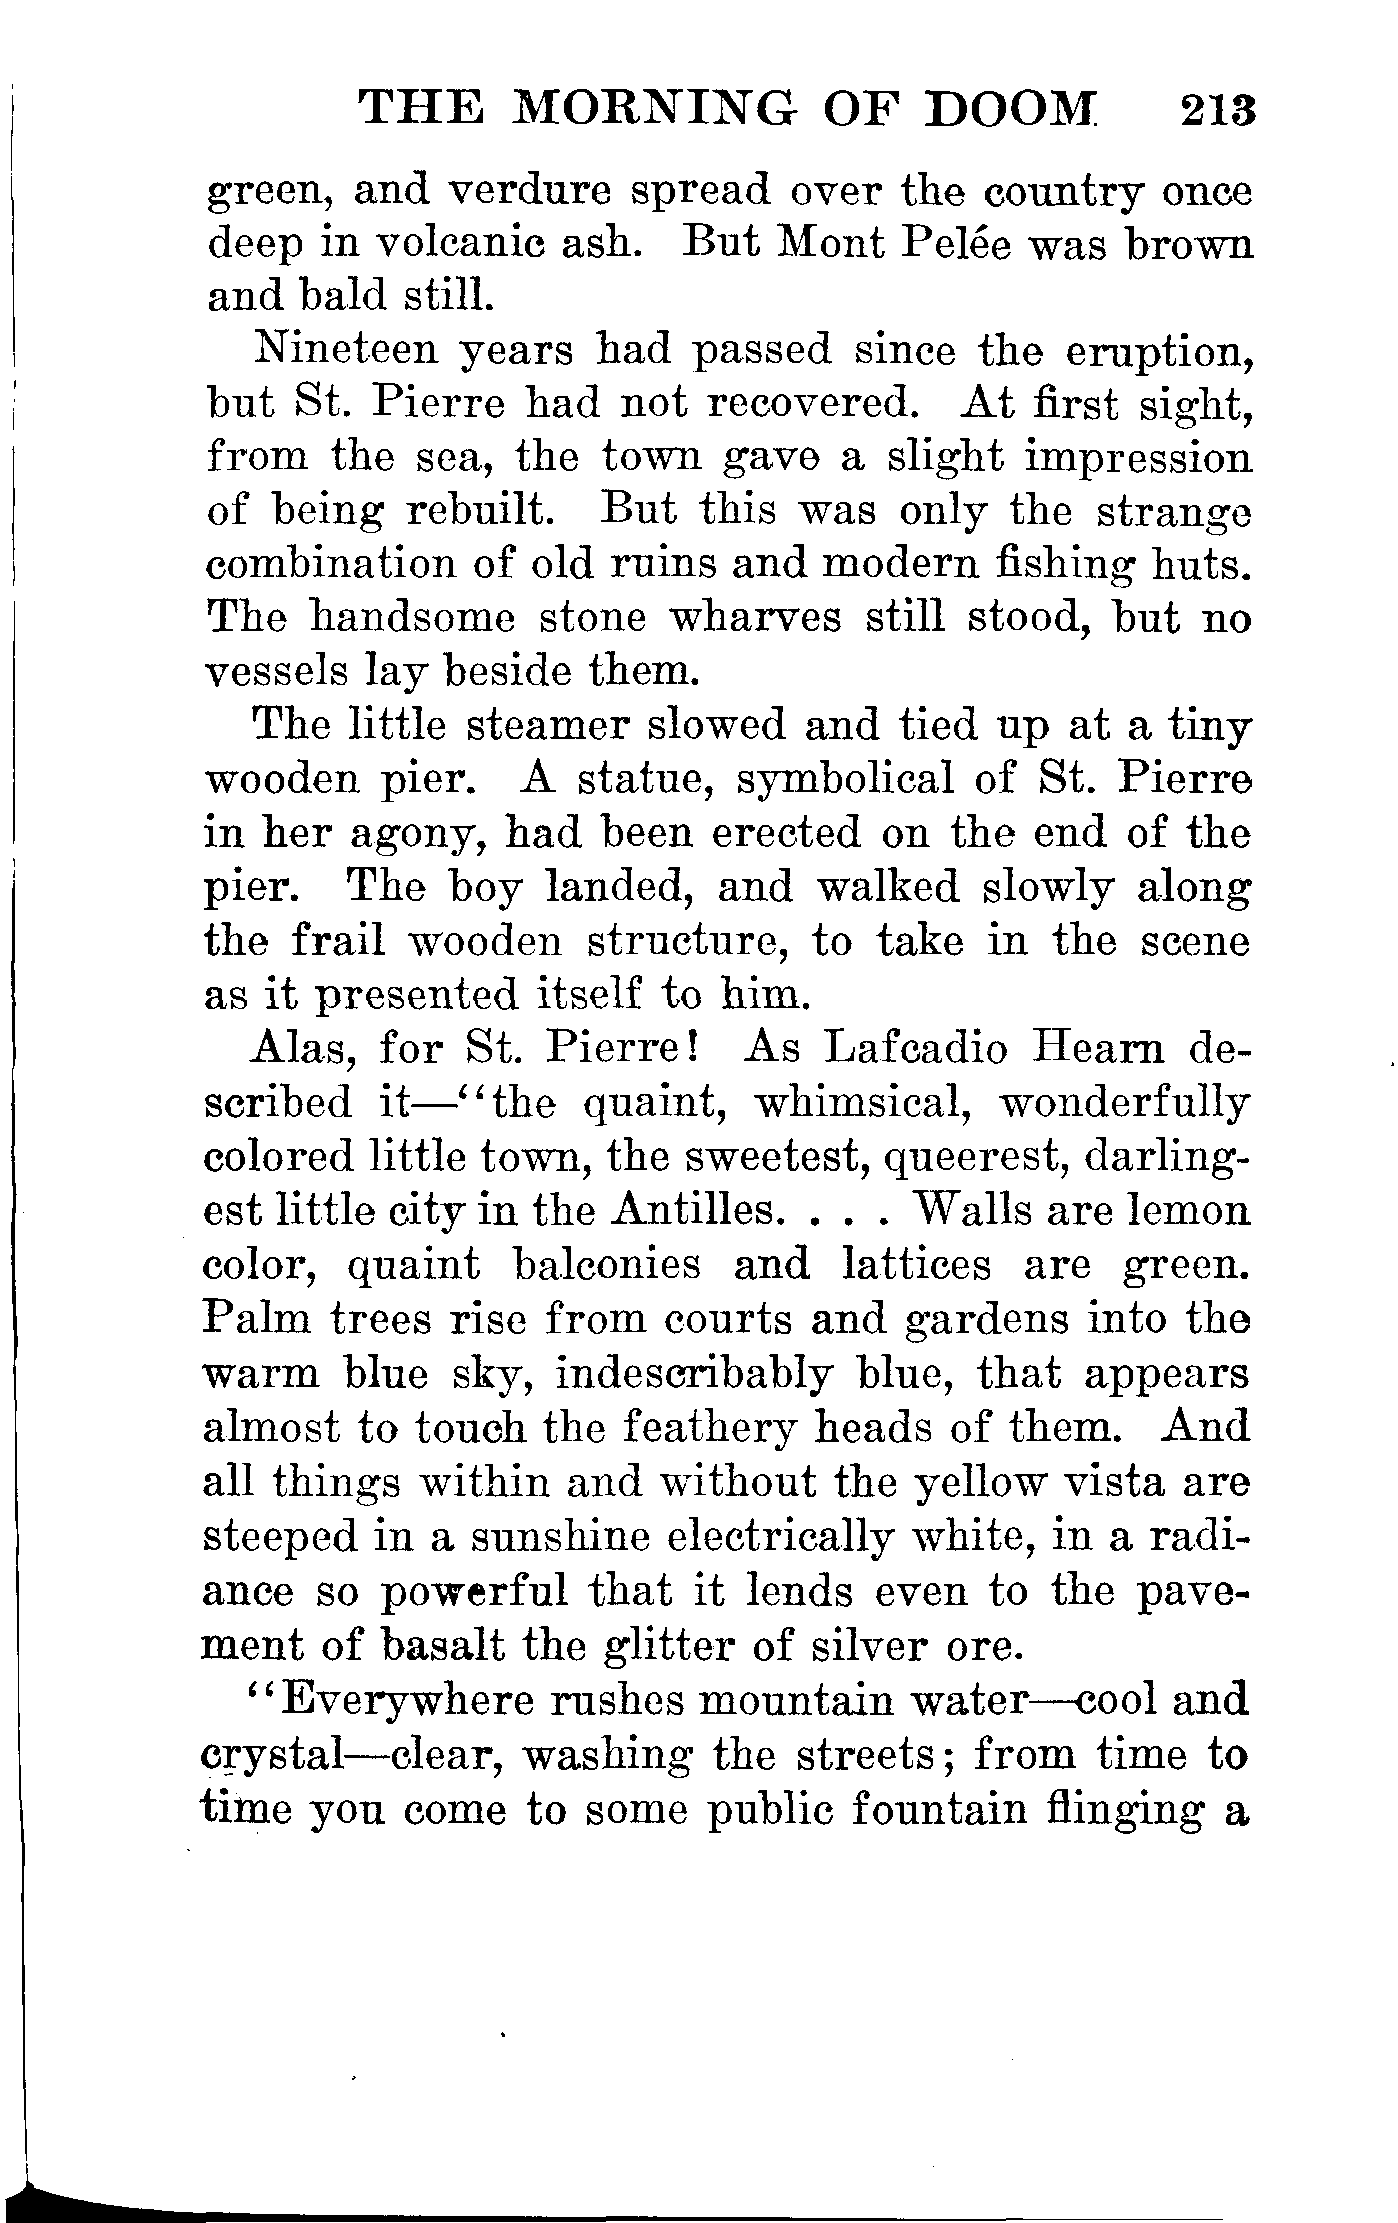 THE MORNING OF DOOM. 213
green, and verdure spread over the country once
deep in volcanic ash. But Mont Pelée was brown
and bald still.
Nineteen years had passed since the eruption,
but St. Pierre had not recovered. At first sight,
from the sea, the town gave a slight impression
of being rebuilt. But this was only the strange
combination of old ruins and modern fishing huts.
The handsome stone wharves still stood, but no
vessels lay beside them.
The little steamer slowed and tied up at a tiny
wooden pier. A statue, symbolical of St. Pierre
in her agony, had been erected on the end of the
pier. The boy landed, and walked slowly along
the frail wooden structure, to take in the scene
as it presented itself to him.
Alas, for St. Pierre! As Lafcadio Hearn de-
scribed it—“the quaint, whimsical, wonderfully
colored little town, the sweetest, queerest, darling-
est little city in the Antilles. . . . Walls are lemon
color, quaint balconies and lattices are green.
Palm trees rise from courts and gardens into the
warm blue sky, indescribably blue, that appears
almost to touch the feathery heads of them. And
all things within and without the yellow vista are
steeped in a sunshine electrically white, in a radi-
ance so powerful that it lends even to the pave-
ment of basalt the glitter of silver ore.
“Everywhere rushes mountain water—cool and
crystal—clear, washing the streets; from time to
time you come to some public fountain flinging a